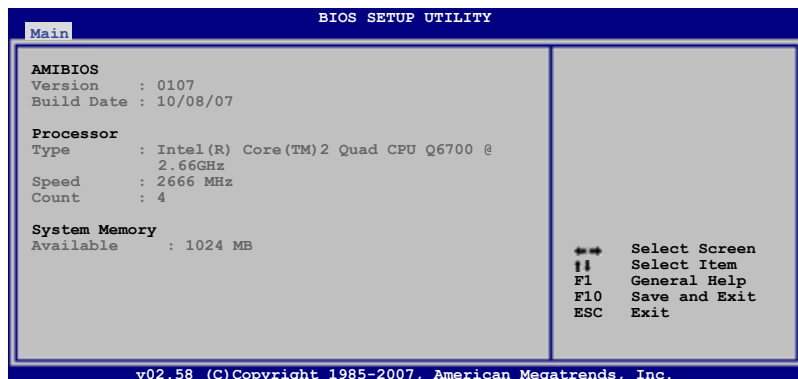 BIOS SETUP UTILITY
Main
AMIBIOS
Version : 0107
Build Date : 10/08/07
Processor
Type : Intel(R) Core(TM)2 Quad CPU Q6700 @
2.66GHz
Speed : 2666 MHz
Count : 4
System Memory
Available : 1024 MB
Select Screen
Select Item
F1 General Help
F10 Save and Exit
ESC Exit
v02.58 (C)Copyright 1985-2007, American Megatrends, Inc.